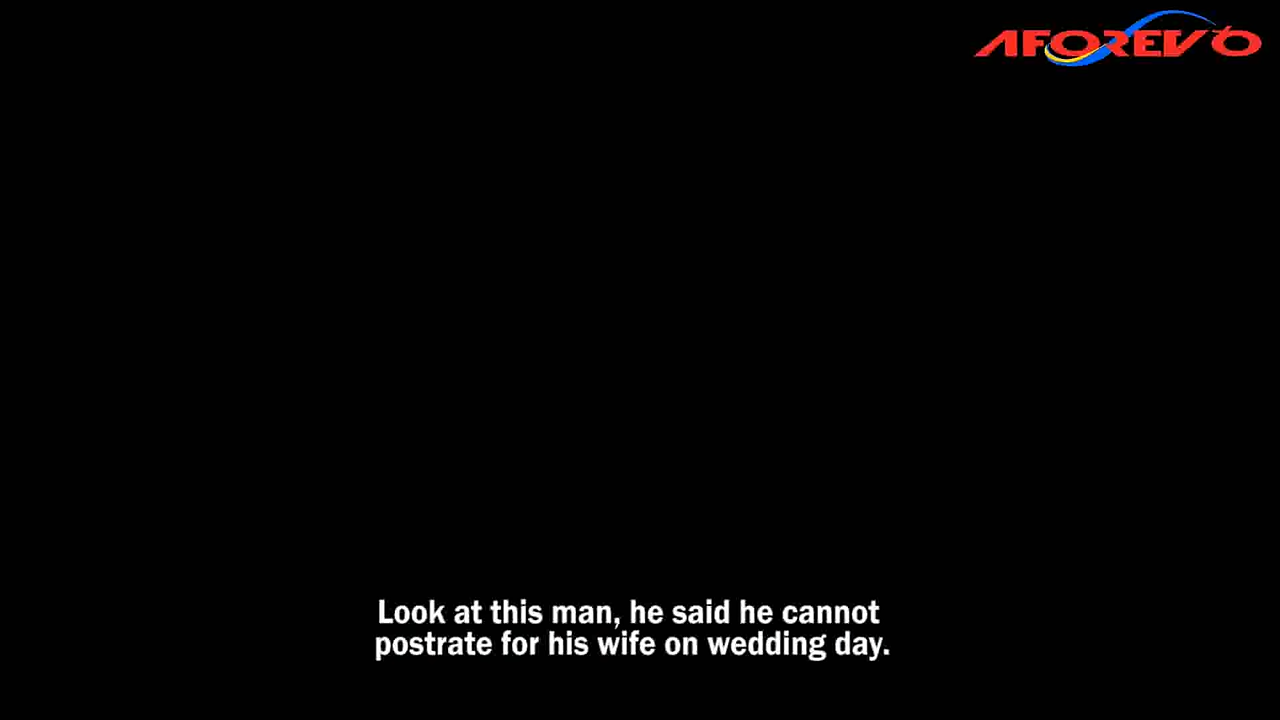 AFOREVO
Look at this man, he said he cannot
postrate for his wife on wedding day.